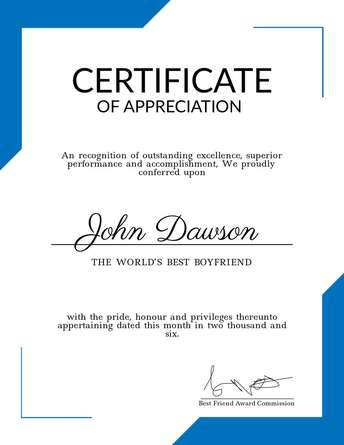 CERTIFICATE
OF APPRECIATION
An recognition of outstanding excellence, superior
performance and accomplishment, We proudly
conferred upon
John Dawson
THE WORLD'S BEST BOYFRIEND
with the pride, honour and privileges thereunto
appertaining dated this month in two thousand and
six.
Best Friend Award Commission